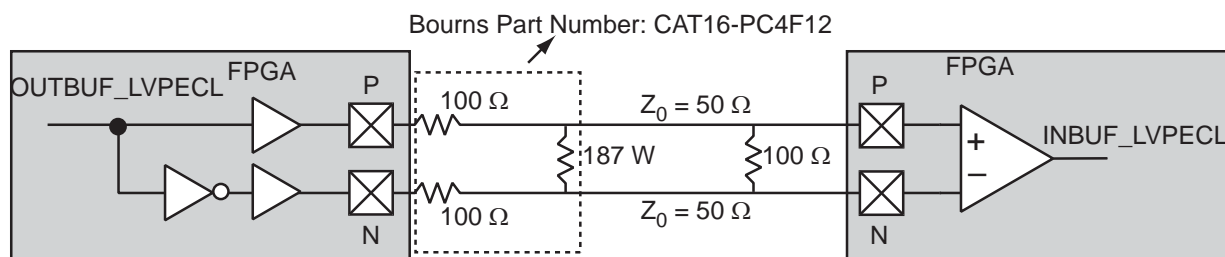 Bourns Part Number: CAT16-PC4F12
OUTBUF_LVPECL
FPGA
P
100 Ω
Z0 = 50 Ω
187 W
100 Ω
100 Ω
N
Z0 = 50 Ω
FPGA
P
+
−
INBUF_LVPECL
N